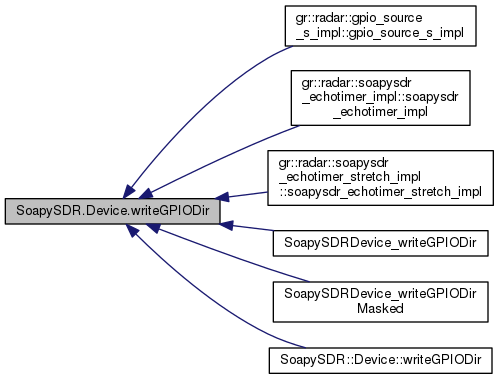 gr::radar::gpio_source
_s_impl::gpio_source_s_impl
gr::radar::soapysdr
_echotimer_impl::soapysdr
_echotimer_impl
gr::radar::soapysdr
_echotimer_stretch_impl
::soapysdr_echotimer_stretch_impl
SoapySDR.Device.writeGPIODir
SoapySDRDevice_writeGPIODir
SoapySDRDevice_writeGPIODir
Masked
SoapySDR::Device::writeGPIODir